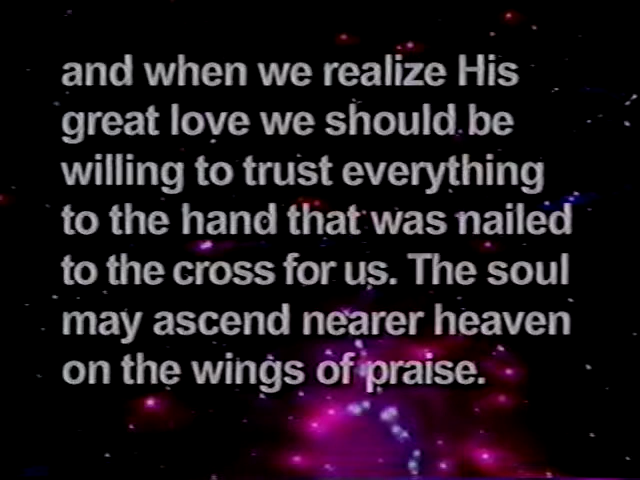 and when we realize His
great love we should be
willing to trust everything
to the hand that was nailed
to the cross for us. The soul
may ascend nearer heaven
on the wings of praise.